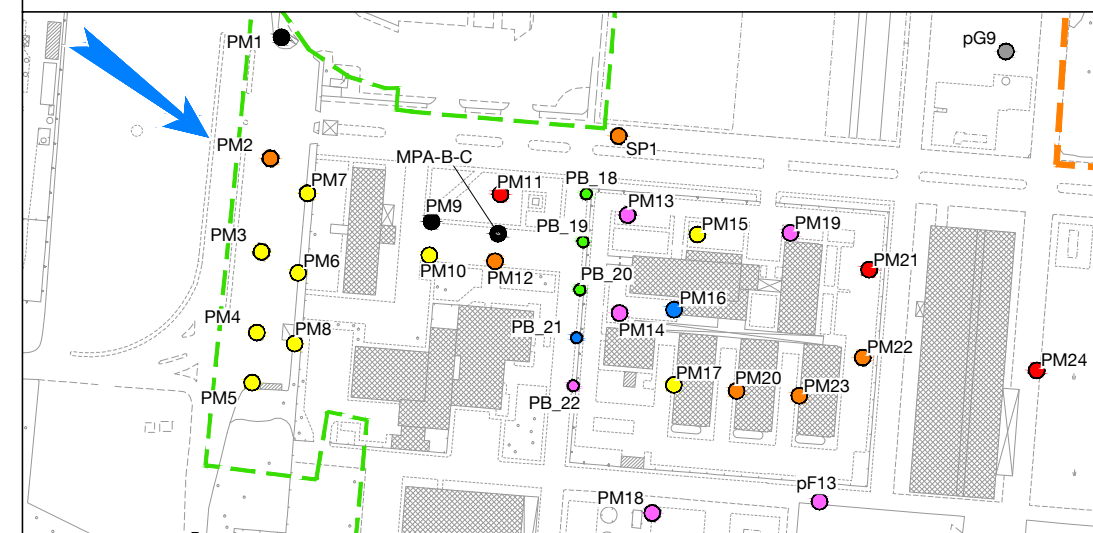 PM1
pG9
PM2
SP1
MPA-B-C
PM7
PM11
PB_18
PM9
PM13
PB_19
PM15
PM19
PM3
PM6
PM10
PM12
PB_20
PM21
PM16
PM4
PM8
PB_21
PM14
PM22
PM24
PM5
PB_22
PM17
PM20
PM23
PM18
pF13